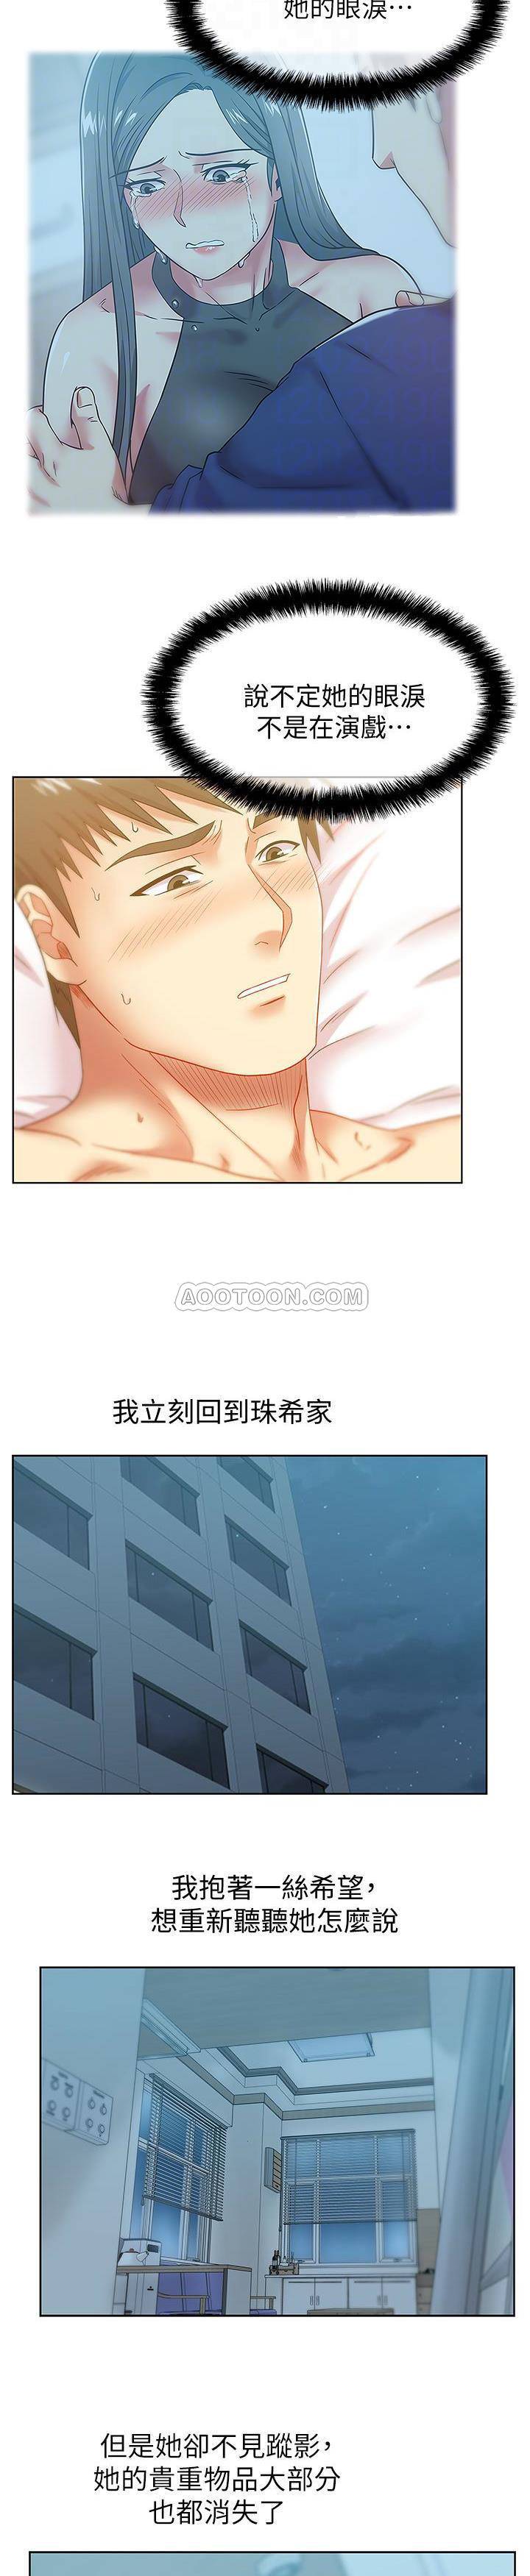 她的眼淚…
說不定她的眼淚
不是在演戲…
AOOTOON.COM
我立刻回到珠希家
我抱著一絲希望,
想重新聽聽她怎麼說
但是她卻不見蹤影,
她的貴重物品大部分
也都消失了